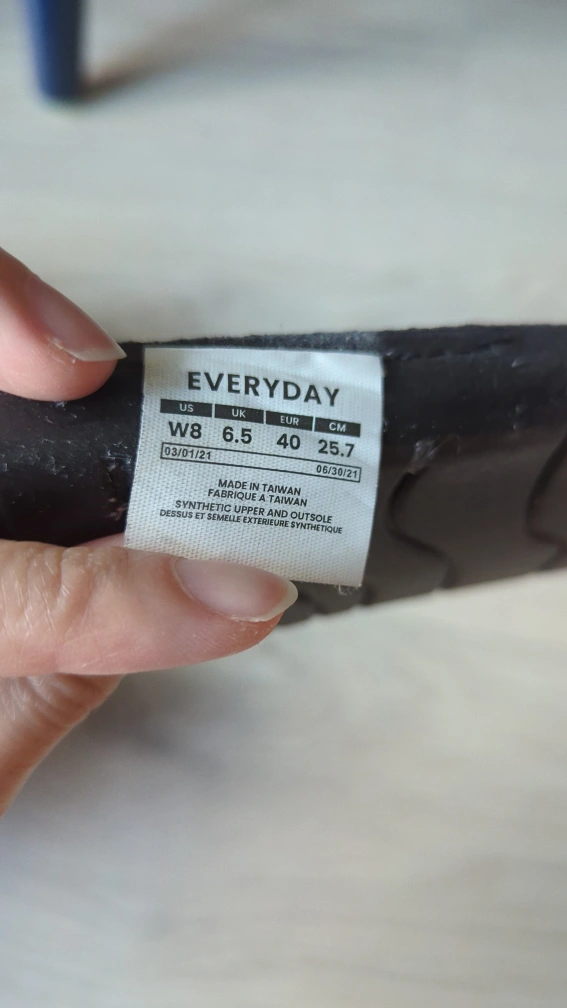 EVERYDAY
US UK EUR CM
W8 6.5 40 25.7
03/01/21 06/30/21
MADE IN TAIWAN
FABRIQUE A TAIWAN
SYNTHETIC UPPER AND OUTSOLE
DESSUS ET SEMELLE EXTERIEURE SYNTHETIQUE